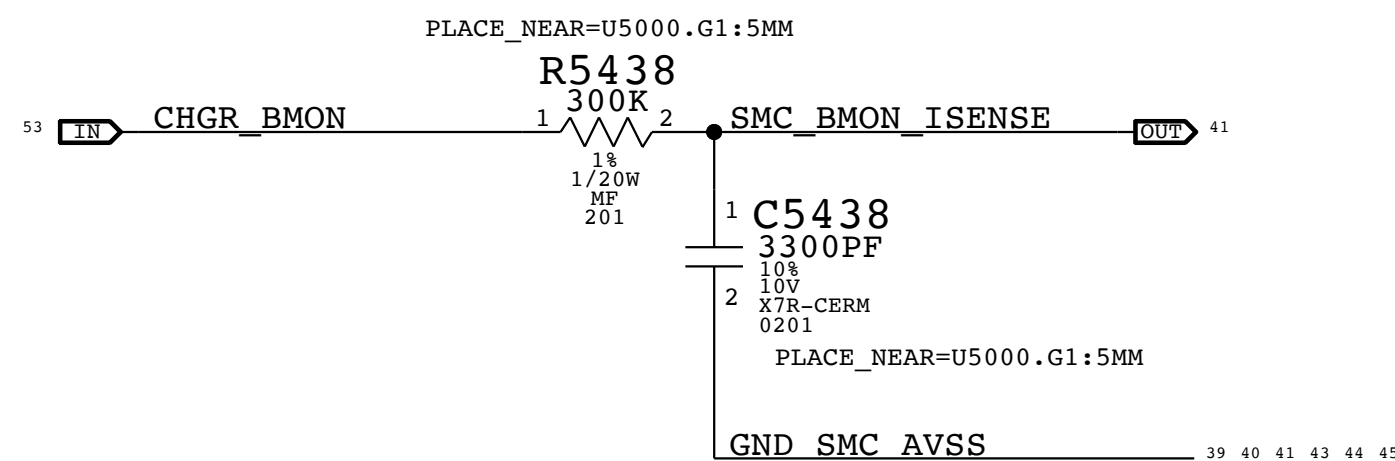 PLACE_NEAR=U5000.G1:5MM
R5438
300K
53 IN CHGR_BMON 1 2 SMC_BMON_ISENSE OUT 41
1%
1/20W
MF
201
1 C5438
3300PF
10%
10V
2 X7R-CERM
0201
PLACE_NEAR=U5000.G1:5MM
GND_SMC_AVSS 39 40 41 43 44 45